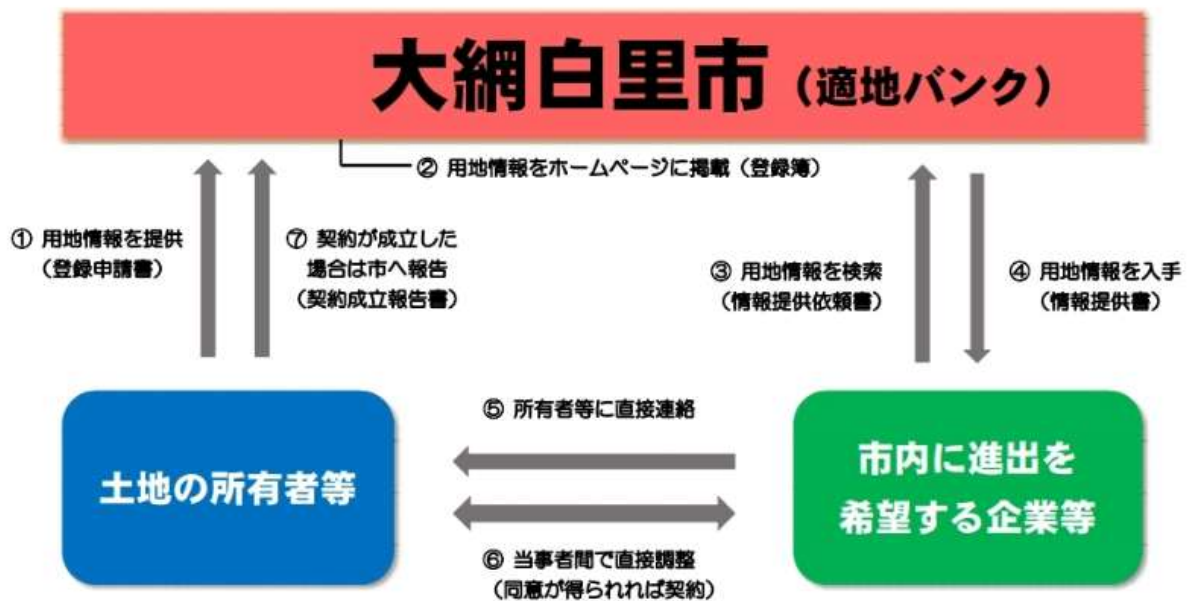 大網白里市（適地バンク）
② 用地情報をホームページに掲載（登録簿）
① 用地情報を提供
（登録申請書）
⑦ 契約が成立した
場合は市へ報告
（契約成立報告書）
③ 用地情報を検索
（情報提供依頼書）
④ 用地情報を入手
（情報提供書）
土地の所有者等
⑤ 所有者等に直接連絡
⑥ 当事者間で直接調整
（同意が得られれば契約）
市内に進出を
希望する企業等